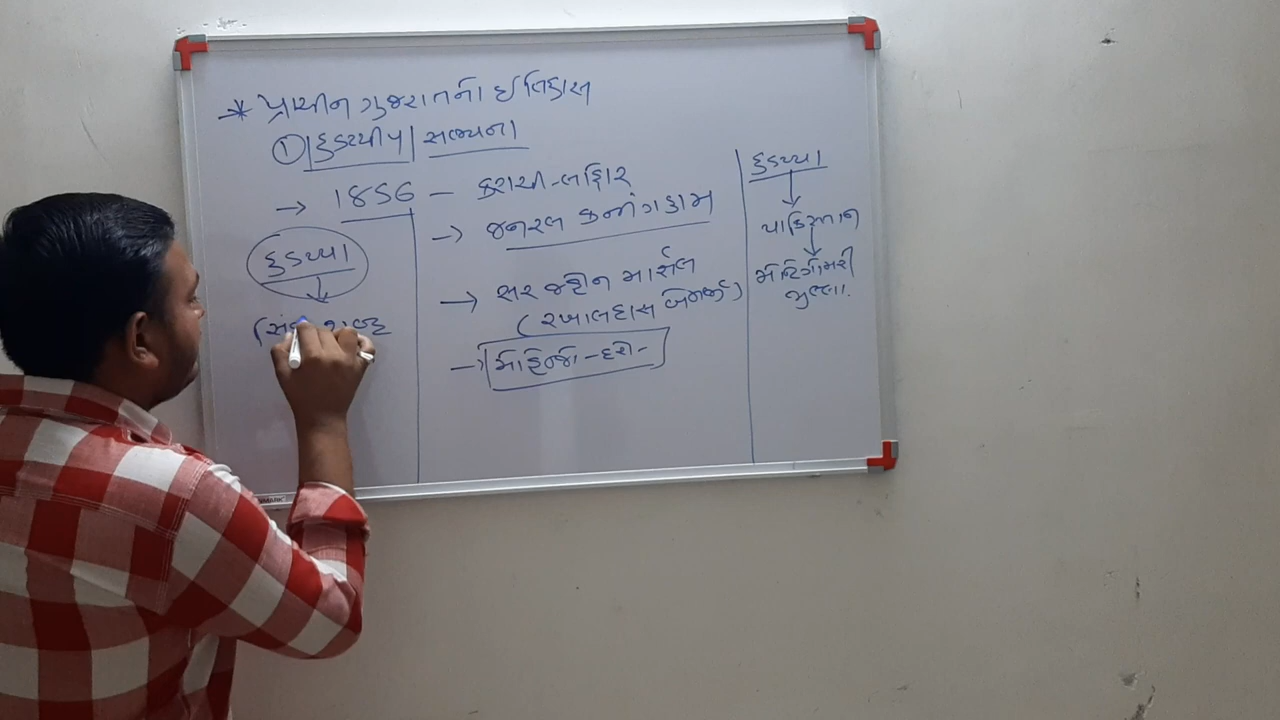 * પ્રાચીન ગુજરાતનો ઈતિહાસ
① હડપ્પીય સભ્યતા
→ 1856 – કરાચી-લાહોર
→ જનરલ કનીંગહામ
→ સર જ્હોન માર્શલ
(રખાલદાસ બેનર્જી)
→ મોહેંજો-દરો-
હડપ્પા
હડપ્પા
પાકિસ્તાન
મોન્ટગોમરી
જીલ્લા.